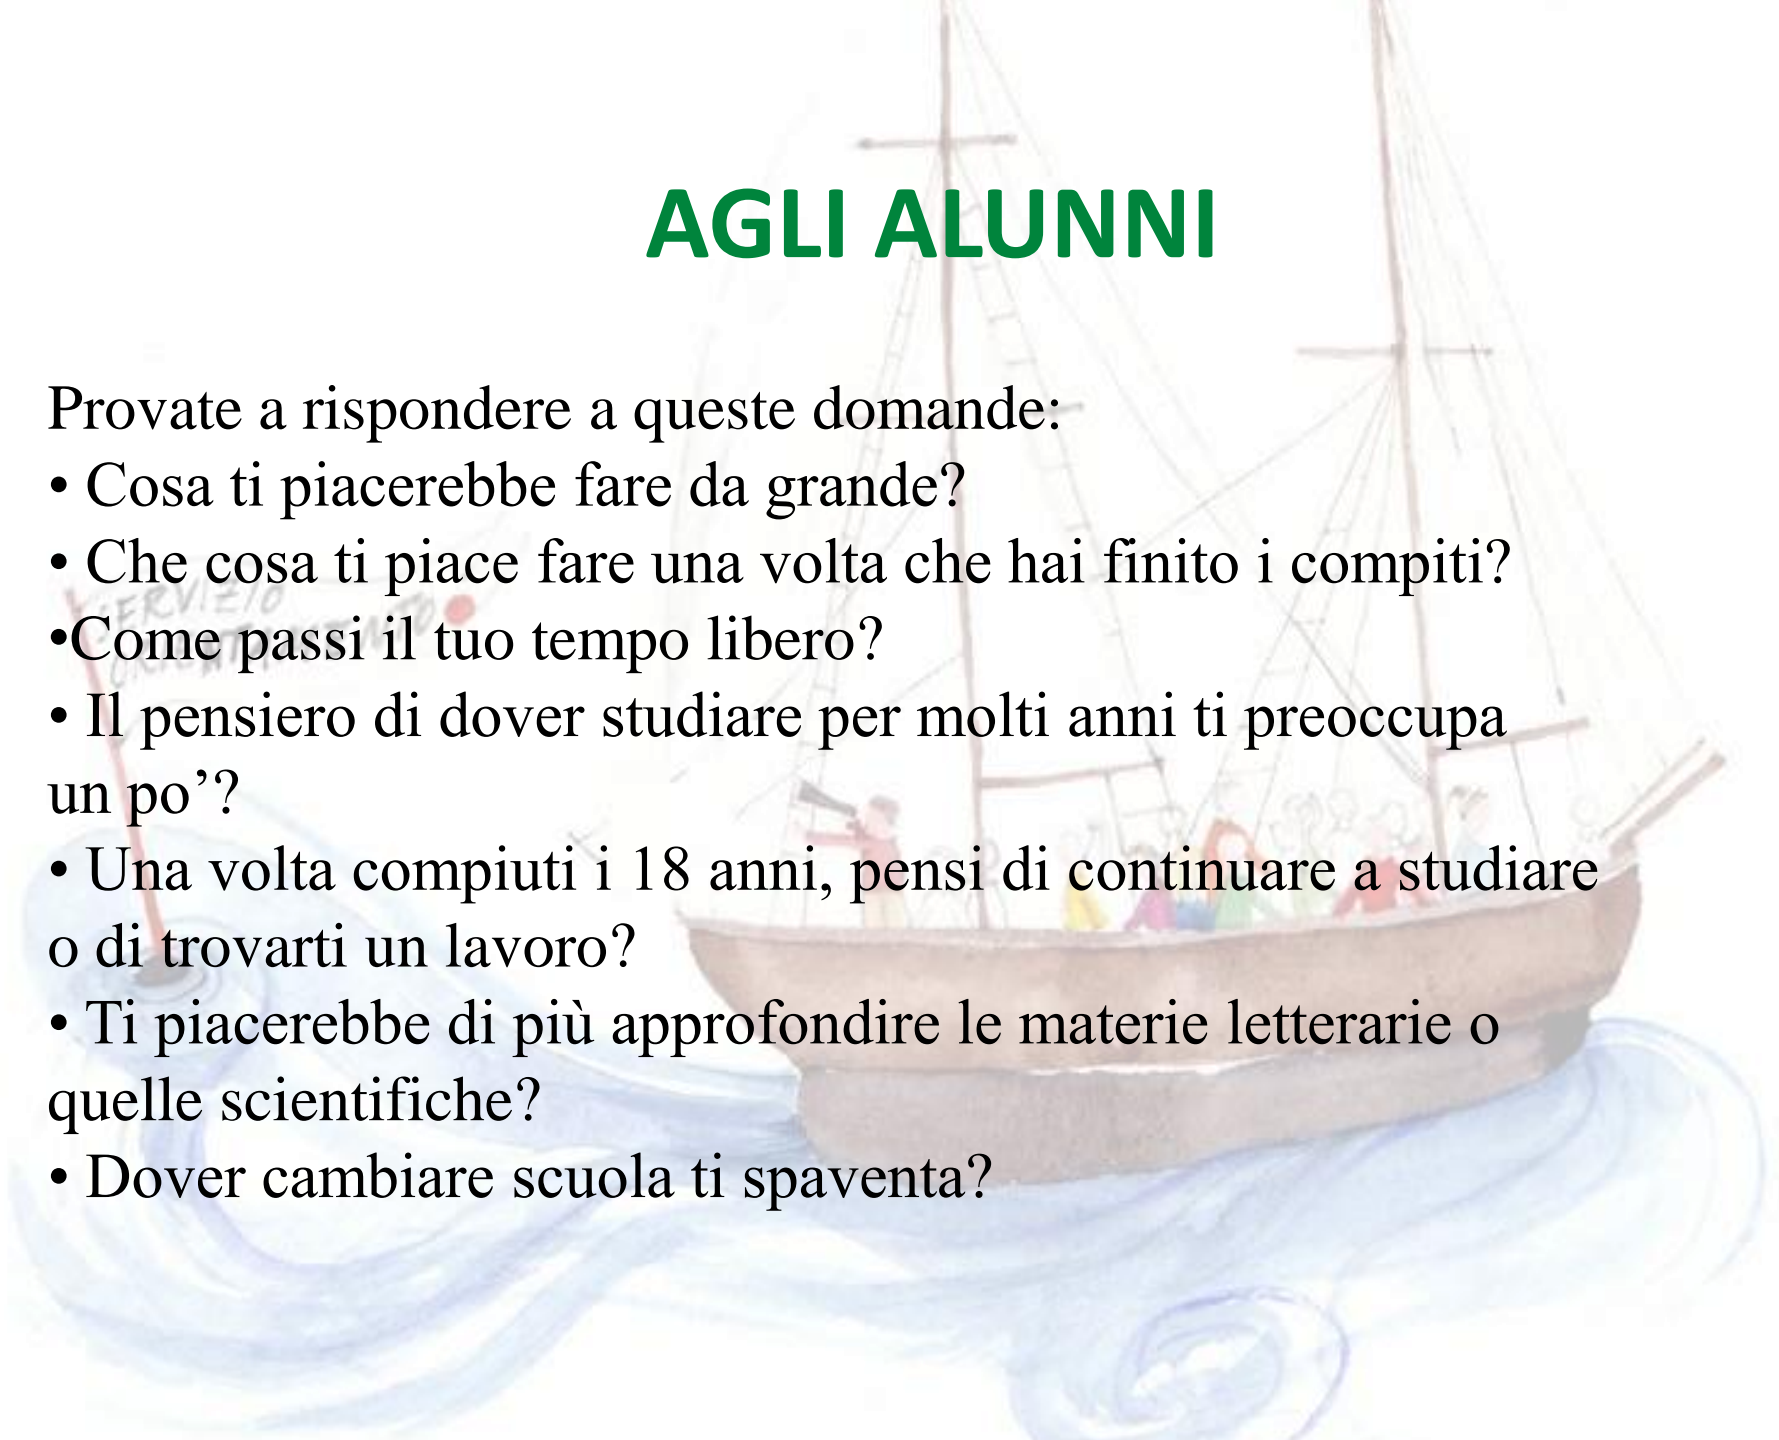 AGLI ALUNNI
Provate a rispondere a queste domande:
• Cosa ti piacerebbe fare da grande?
• Che cosa ti piace fare una volta che hai finito i compiti?
SERVIZIO
•Come passi il tuo tempo libero?
ORIENTAMENTO
• Il pensiero di dover studiare per molti anni ti preoccupa
un po’?
• Una volta compiuti i 18 anni, pensi di continuare a studiare
o di trovarti un lavoro?
• Ti piacerebbe di più approfondire le materie letterarie o
quelle scientifiche?
• Dover cambiare scuola ti spaventa?